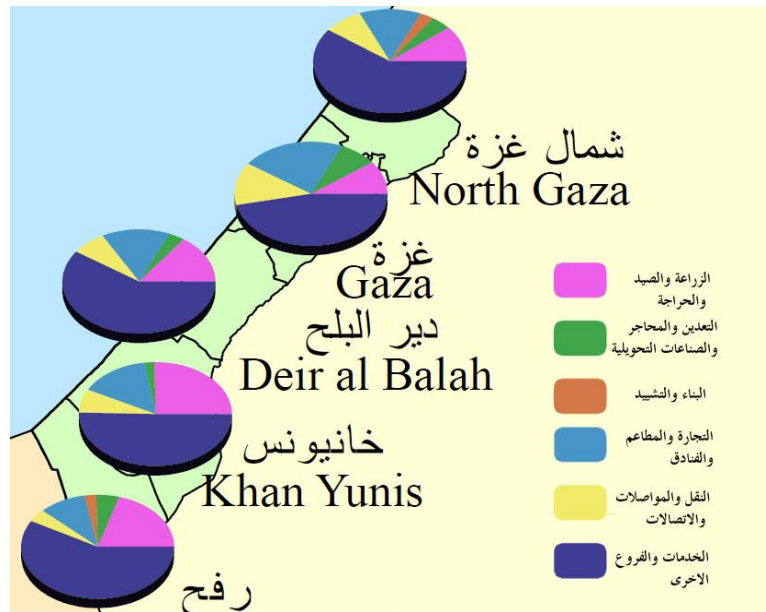 شمال غزة
North Gaza
غزة
Gaza
دير البلح
Deir al Balah
خانيونس
Khan Yunis
رفح
الزراعة والصيد
والحراجة
التعدين والمحاجر
والصناعات التحويلية
البناء والتشييد
التجارة والمطاعم
والفنادق
النقل والمواصلات
والاتصالات
الخدمات والفروع
الاخرى